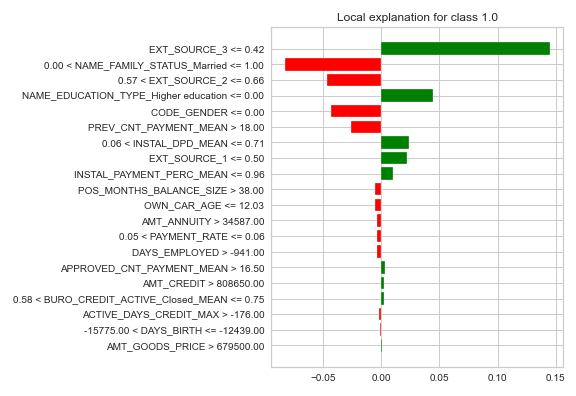 Local explanation for class 1.0
EXT_SOURCE_3 <= 0.42
0.00 < NAME_FAMILY_STATUS_Married <= 1.00
0.57 < EXT_SOURCE_2 <= 0.66
NAME_EDUCATION_TYPE_Higher education <= 0.00
CODE_GENDER <= 0.00
PREV_CNT_PAYMENT_MEAN > 18.00
0.06 < INSTAL_DPD_MEAN <= 0.71
EXT_SOURCE_1 <= 0.50
INSTAL_PAYMENT_PERC_MEAN <= 0.96
POS_MONTHS_BALANCE_SIZE > 38.00
OWN_CAR_AGE <= 12.03
AMT_ANNUITY > 34587.00
0.05 < PAYMENT_RATE <= 0.06
DAYS_EMPLOYED > -941.00
APPROVED_CNT_PAYMENT_MEAN > 16.50
AMT_CREDIT > 808650.00
0.58 < BURO_CREDIT_ACTIVE_Closed_MEAN <= 0.75
ACTIVE_DAYS_CREDIT_MAX > -176.00
-15775.00 < DAYS_BIRTH <= -12439.00
AMT_GOODS_PRICE > 679500.00
−0.05 0.00 0.05 0.10 0.15